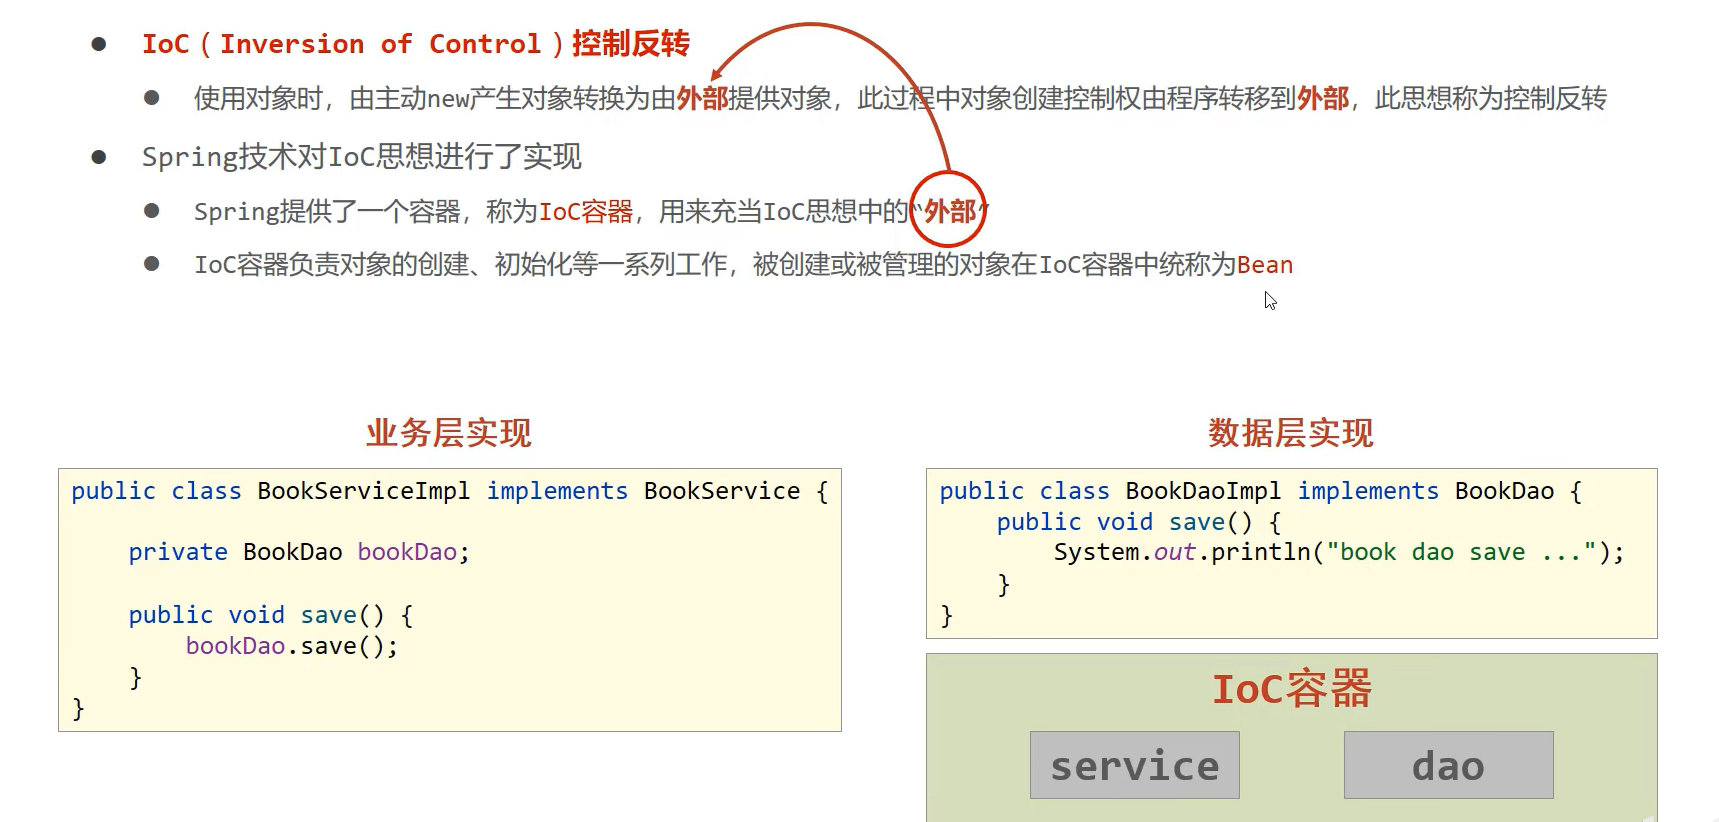 IoC（Inversion of Control）控制反转
使用对象时，由主动new产生对象转换为由外部提供对象，此过程中对象创建控制权由程序转移到外部，此思想称为控制反转
Spring技术对IoC思想进行了实现
Spring提供了一个容器，称为IoC容器，用来充当IoC思想中的“外部”
IoC容器负责对象的创建、初始化等一系列工作，被创建或被管理的对象在IoC容器中统称为Bean
业务层实现
public class BookServiceImpl implements BookService {
private BookDao bookDao;
public void save() {
bookDao.save();
}
}
数据层实现
public class BookDaoImpl implements BookDao {
public void save() {
System.out.println("book dao save ...");
}
}
IoC容器
service
dao